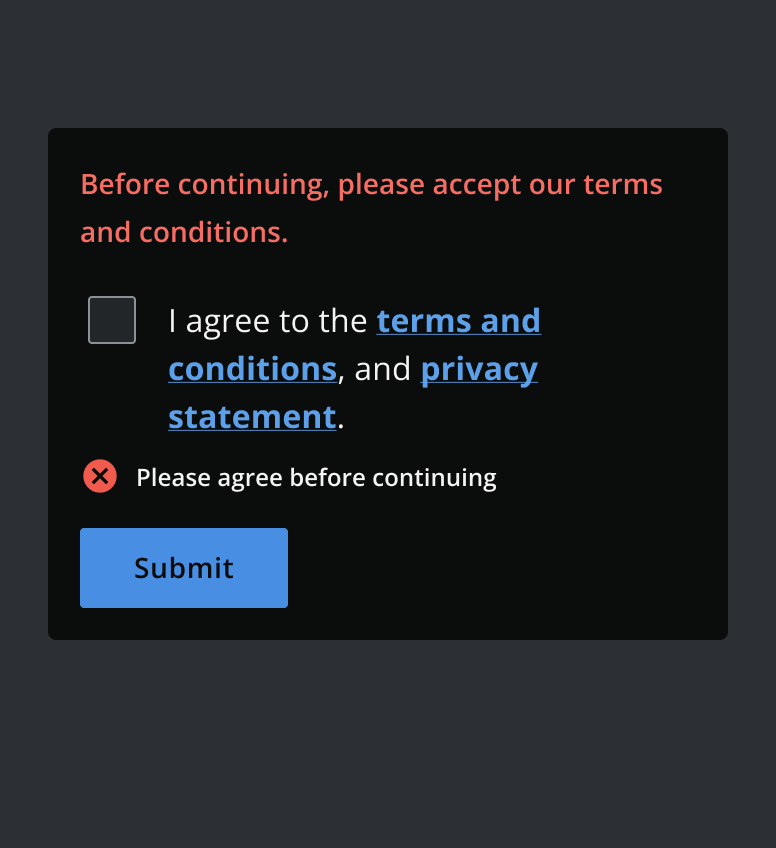 Before continuing, please accept our terms
and conditions.
I agree to the terms and
conditions, and privacy
statement.
Please agree before continuing
Submit